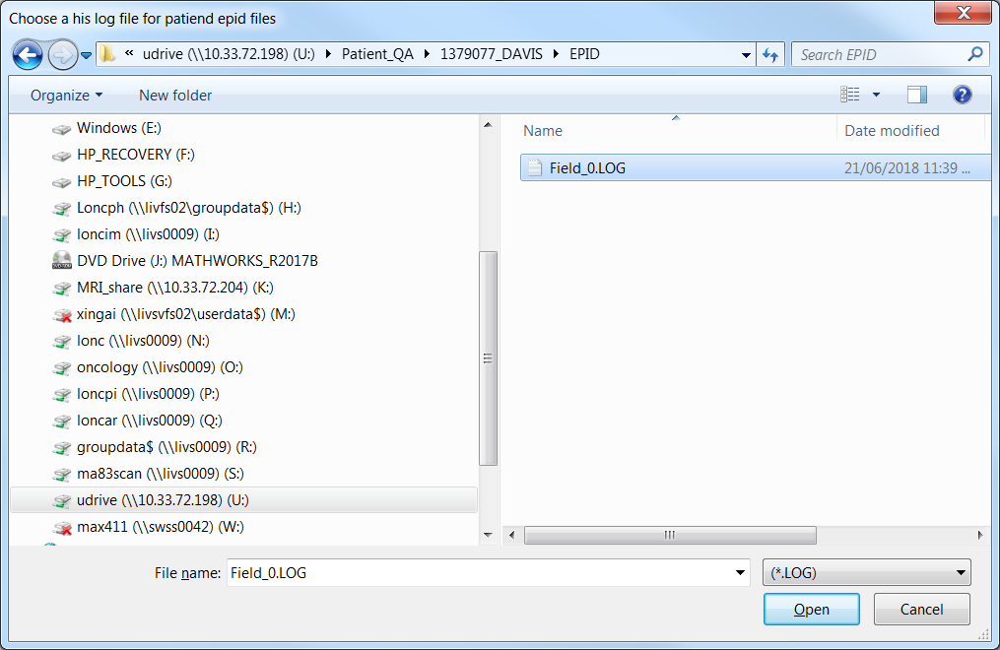 Choose a his log file for patiend epid files
« udrive (\\10.33.72.198) (U:) Patient_QA 1379077_DAVIS EPID
Search EPID
Organize New folder
Windows (E:)
HP_RECOVERY (F:)
HP_TOOLS (G:)
Loncph (\\livfs02\groupdata$) (H:)
loncim (\\livs0009) (I:)
DVD Drive (J:) MATHWORKS_R2017B
MRI_share (\\10.33.72.204) (K:)
xingai (\\livsvfs02\userdata$) (M:)
lonc (\\livs0009) (N:)
oncology (\\livs0009) (O:)
loncpi (\\livs0009) (P:)
loncar (\\livs0009) (Q:)
groupdata$ (\\livs0009) (R:)
ma83scan (\\livs0009) (S:)
udrive (\\10.33.72.198) (U:)
max411 (\\swss0042) (W:)
Name Date modified
Field_0.LOG 21/06/2018 11:39 ...
File name: Field_0.LOG (*.LOG)
Open Cancel